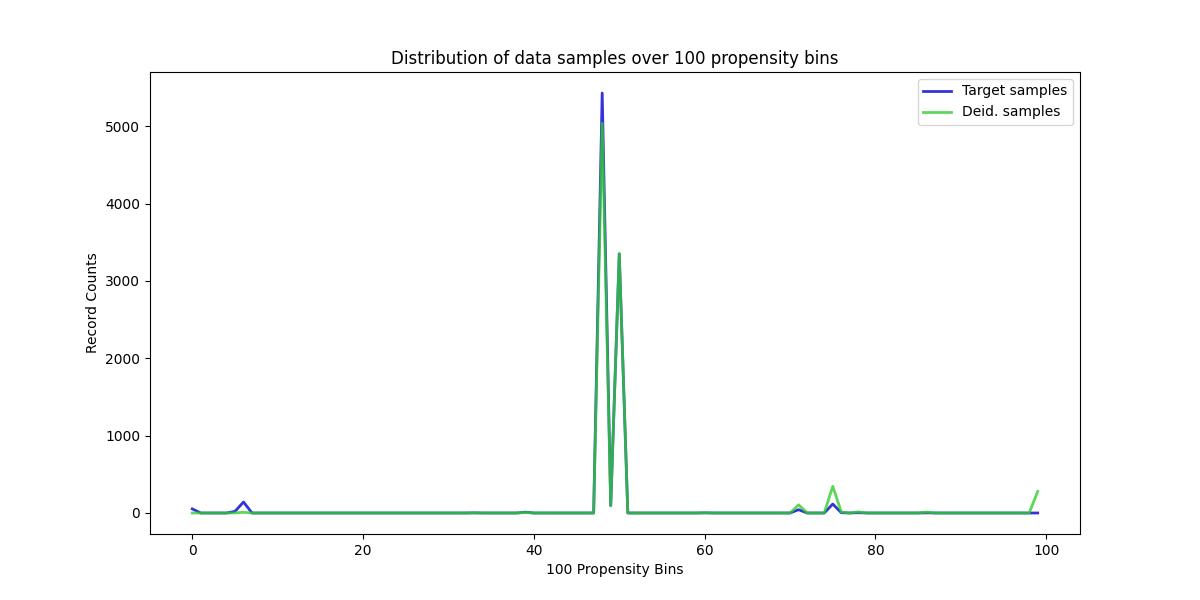 Distribution of data samples over 100 propensity bins
Target samples
Deid. samples
5000
4000
3000
2000
1000
0
Record Counts
0 20 40 60 80 100
100 Propensity Bins